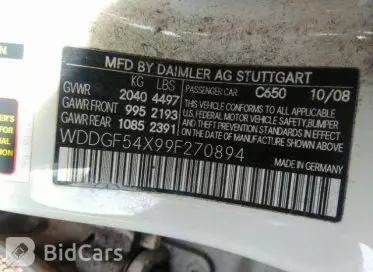 MFD BY DAIMLER AG STUTTGART
KG LBS PASSENGER CAR C650 10/08
GVWR 2040 4497
GAWR FRONT 995 2193
GAWR REAR 1085 2391
THIS VEHICLE CONFORMS TO ALL APPLICABLE
U.S. FEDERAL MOTOR VEHICLE SAFETY, BUMPER
AND THEFT PREVENTION STANDARDS IN EFFECT
ON THE DATE OF MANUFACTURE SHOWN ABOVE.
WDDGF54X99F270894
MADE IN GERMANY
BidCars